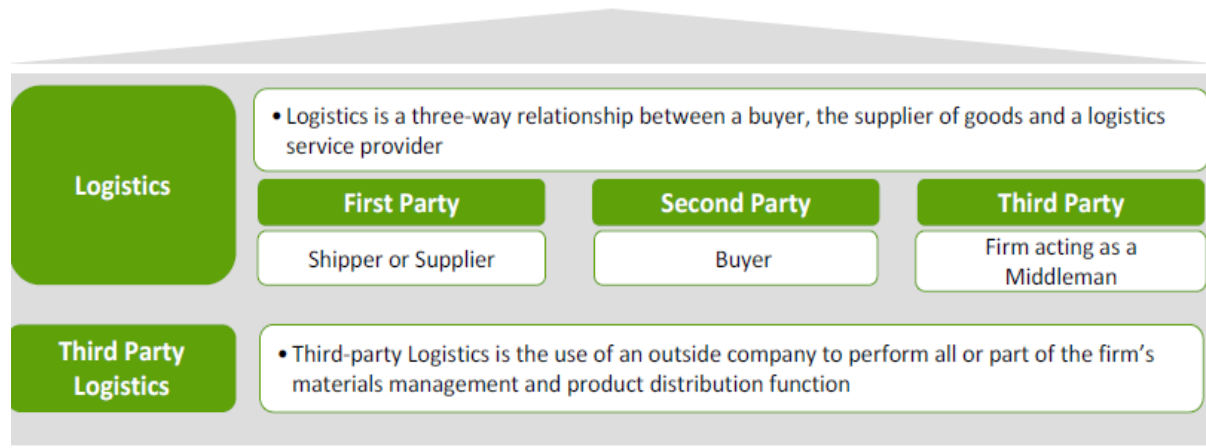 Logistics
• Logistics is a three-way relationship between a buyer, the supplier of goods and a logistics
service provider
First Party
Second Party
Third Party
Shipper or Supplier
Buyer
Firm acting as a
Middleman
Third Party
Logistics
• Third-party Logistics is the use of an outside company to perform all or part of the firm's
materials management and product distribution function